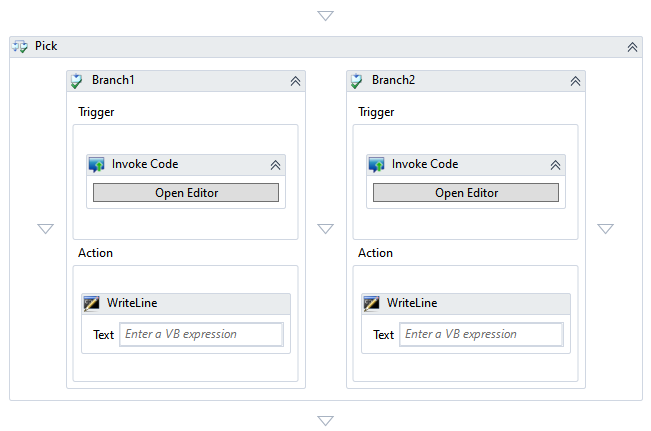 Pick
Branch1
Branch2
Trigger
Trigger
Invoke Code
Invoke Code
Open Editor
Open Editor
Action
Action
WriteLine
WriteLine
Text Enter a VB expression
Text Enter a VB expression